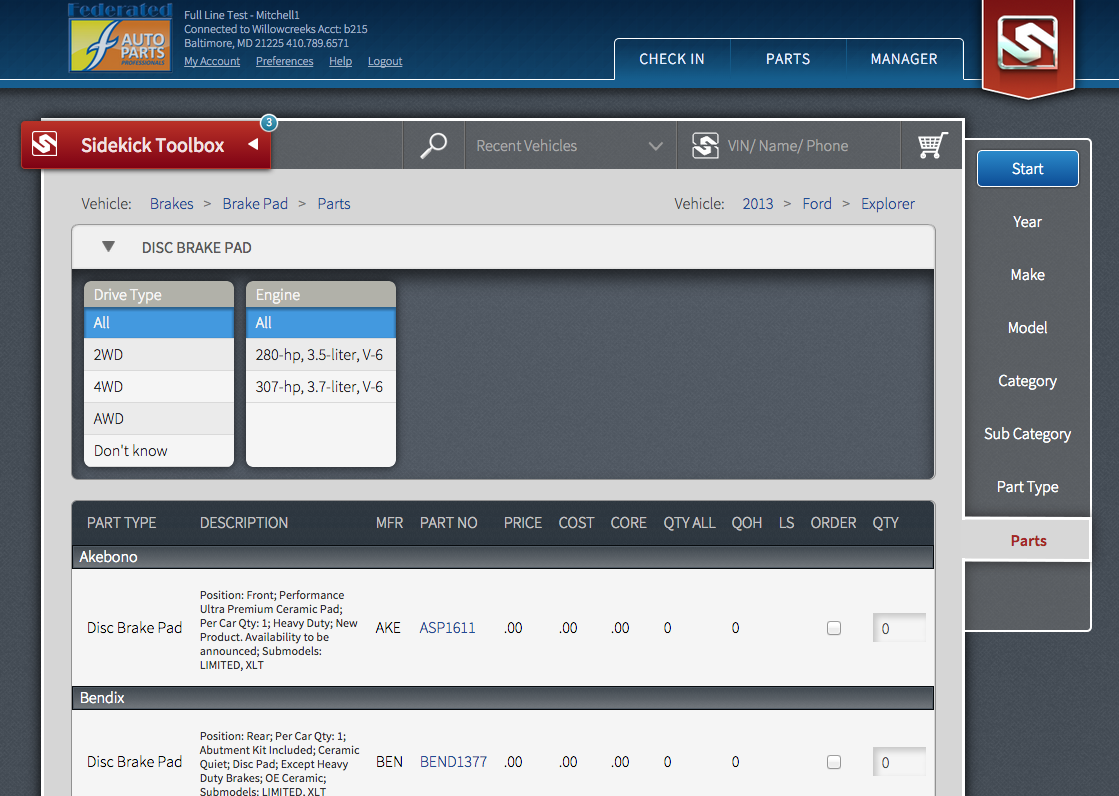 Federated
AUTO
PARTS
PROFESSIONALS
Full Line Test - Mitchell1
Connected to Willowcreeks Acct: b215
Baltimore, MD 21225 410.789.6571
My Account Preferences Help Logout
CHECK IN PARTS MANAGER
3
Sidekick Toolbox
Recent Vehicles
VIN/ Name/ Phone
Vehicle: Brakes > Brake Pad > Parts
Vehicle: 2013 > Ford > Explorer
DISC BRAKE PAD
Drive Type
All
2WD
4WD
AWD
Don't know
Engine
All
280-hp, 3.5-liter, V-6
307-hp, 3.7-liter, V-6
Start
Year
Make
Model
Category
Sub Category
Part Type
Parts
PART TYPE DESCRIPTION MFR PART NO PRICE COST CORE QTY ALL QOH LS ORDER QTY
Akebono
Disc Brake Pad
Position: Front; Performance
Ultra Premium Ceramic Pad;
Per Car Qty: 1; Heavy Duty; New
Product. Availability to be
announced; Submodels:
LIMITED, XLT
AKE ASP1611 .00 .00 .00 0 0 0
Bendix
Disc Brake Pad
Position: Rear; Per Car Qty: 1;
Abutment Kit Included; Ceramic
Quiet; Disc Pad; Except Heavy
Duty Brakes; OE Ceramic;
Submodels: LIMITED, XLT
BEN BEND1377 .00 .00 .00 0 0 0